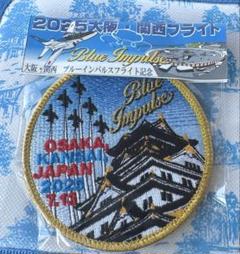 2025大阪・関西フライト
Blue Impulse
大阪・関西 ブルーインパルスフライト記念
Blue
Impulse
OSAKA,
KANSAI,
JAPAN
2025
7.13